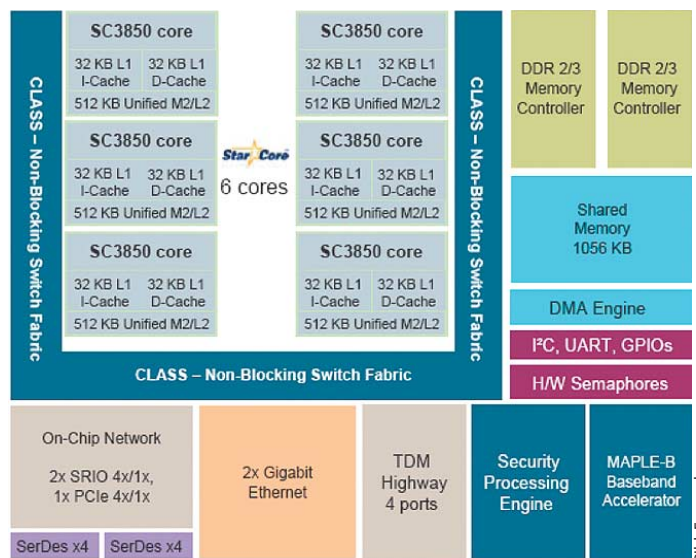 CLASS – Non-Blocking Switch Fabric
SC3850 core
32 KB L1 32 KB L1
I-Cache D-Cache
512 KB Unified M2/L2
SC3850 core
32 KB L1 32 KB L1
I-Cache D-Cache
512 KB Unified M2/L2
SC3850 core
32 KB L1 32 KB L1
I-Cache D-Cache
512 KB Unified M2/L2
StarCore
6 cores
SC3850 core
32 KB L1 32 KB L1
I-Cache D-Cache
512 KB Unified M2/L2
SC3850 core
32 KB L1 32 KB L1
I-Cache D-Cache
512 KB Unified M2/L2
SC3850 core
32 KB L1 32 KB L1
I-Cache D-Cache
512 KB Unified M2/L2
CLASS – Non-Blocking Switch Fabric
CLASS – Non-Blocking Switch Fabric
DDR 2/3
Memory
Controller
DDR 2/3
Memory
Controller
Shared
Memory
1056 KB
DMA Engine
I²C, UART, GPIOs
H/W Semaphores
On-Chip Network
2x SRIO 4x/1x,
1x PCIe 4x/1x
SerDes x4
SerDes x4
2x Gigabit
Ethernet
TDM
Highway
4 ports
Security
Processing
Engine
MAPLE-B
Baseband
Accelerator